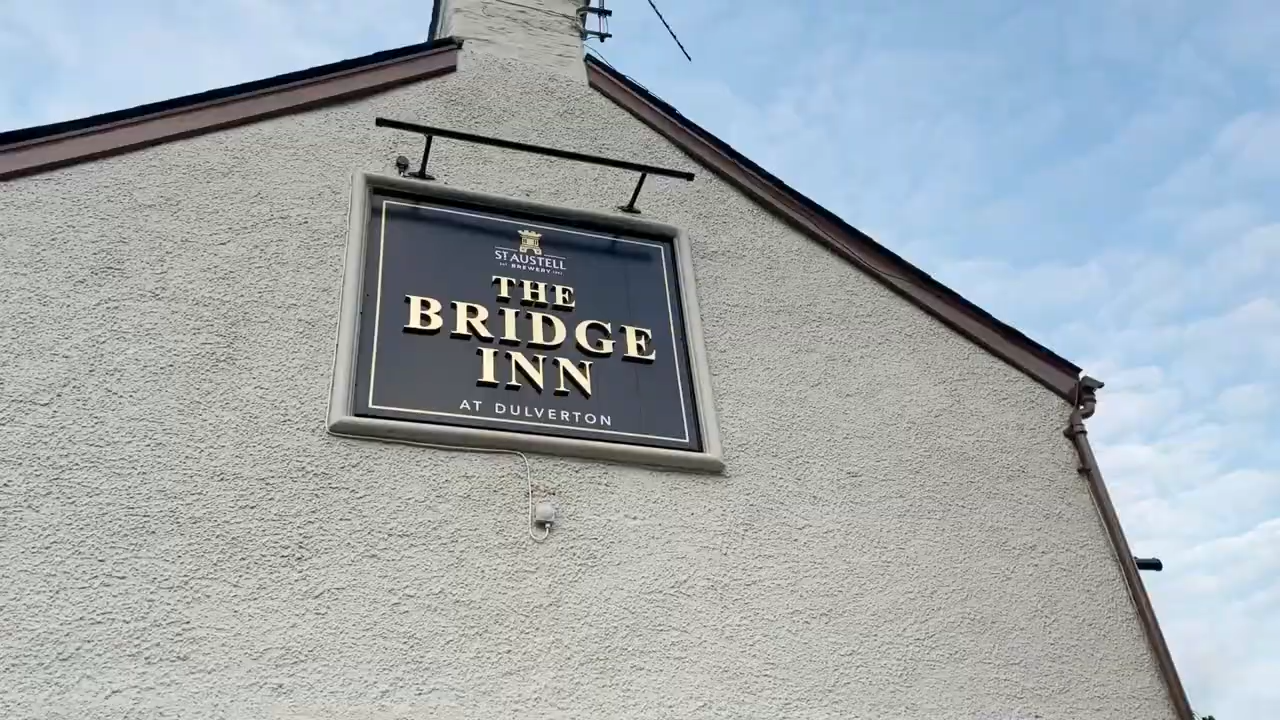 ST AUSTELL
BREWERY
THE
BRIDGE
INN
AT DULVERTON